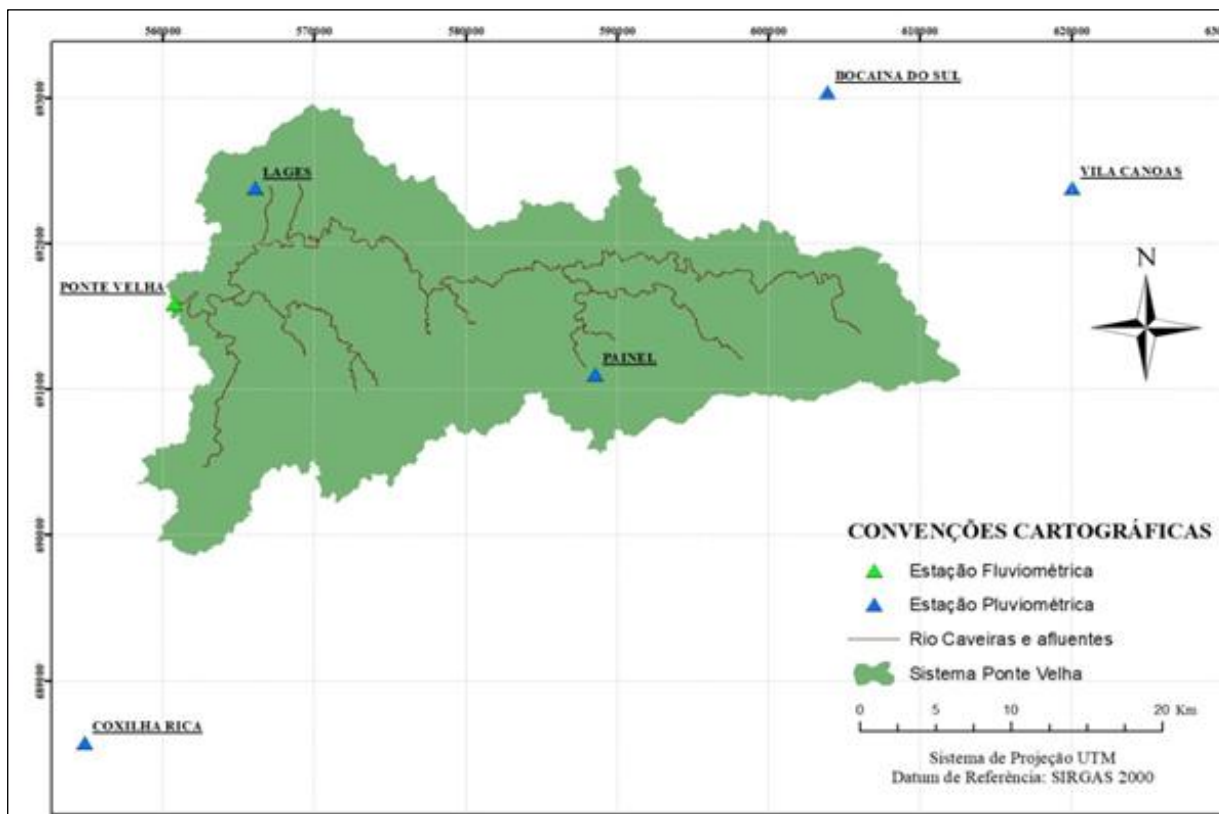 560000 570000 580000 590000 600000 610000 620000
BOCAINA DO SUL
LAGES
VILA CANOAS
PONTE VELHA
N
PAINEL
COXILHA RICA
CONVENÇÕES CARTOGRÁFICAS
Estação Fluviométrica
Estação Pluviométrica
Rio Caveiras e afluentes
Sistema Ponte Velha
0 5 10 20 Km
Sistema de Projeção UTM
Datum de Referência: SIRGAS 2000